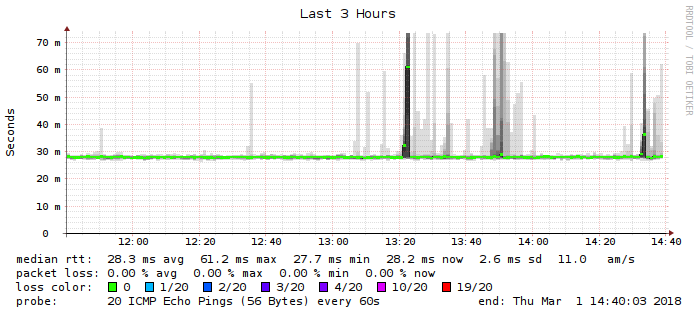 Last 3 Hours
RRDTOOL / TOBI OETIKER
Seconds
70 m
60 m
50 m
40 m
30 m
20 m
10 m
0
12:00 12:20 12:40 13:00 13:20 13:40 14:00 14:20 14:40
median rtt: 28.3 ms avg 61.2 ms max 27.7 ms min 28.2 ms now 2.6 ms sd 11.0 am/s
packet loss: 0.00 % avg 0.00 % max 0.00 % min 0.00 % now
loss color: 0 1/20 2/20 3/20 4/20 10/20 19/20
probe: 20 ICMP Echo Pings (56 Bytes) every 60s end: Thu Mar 1 14:40:03 2018